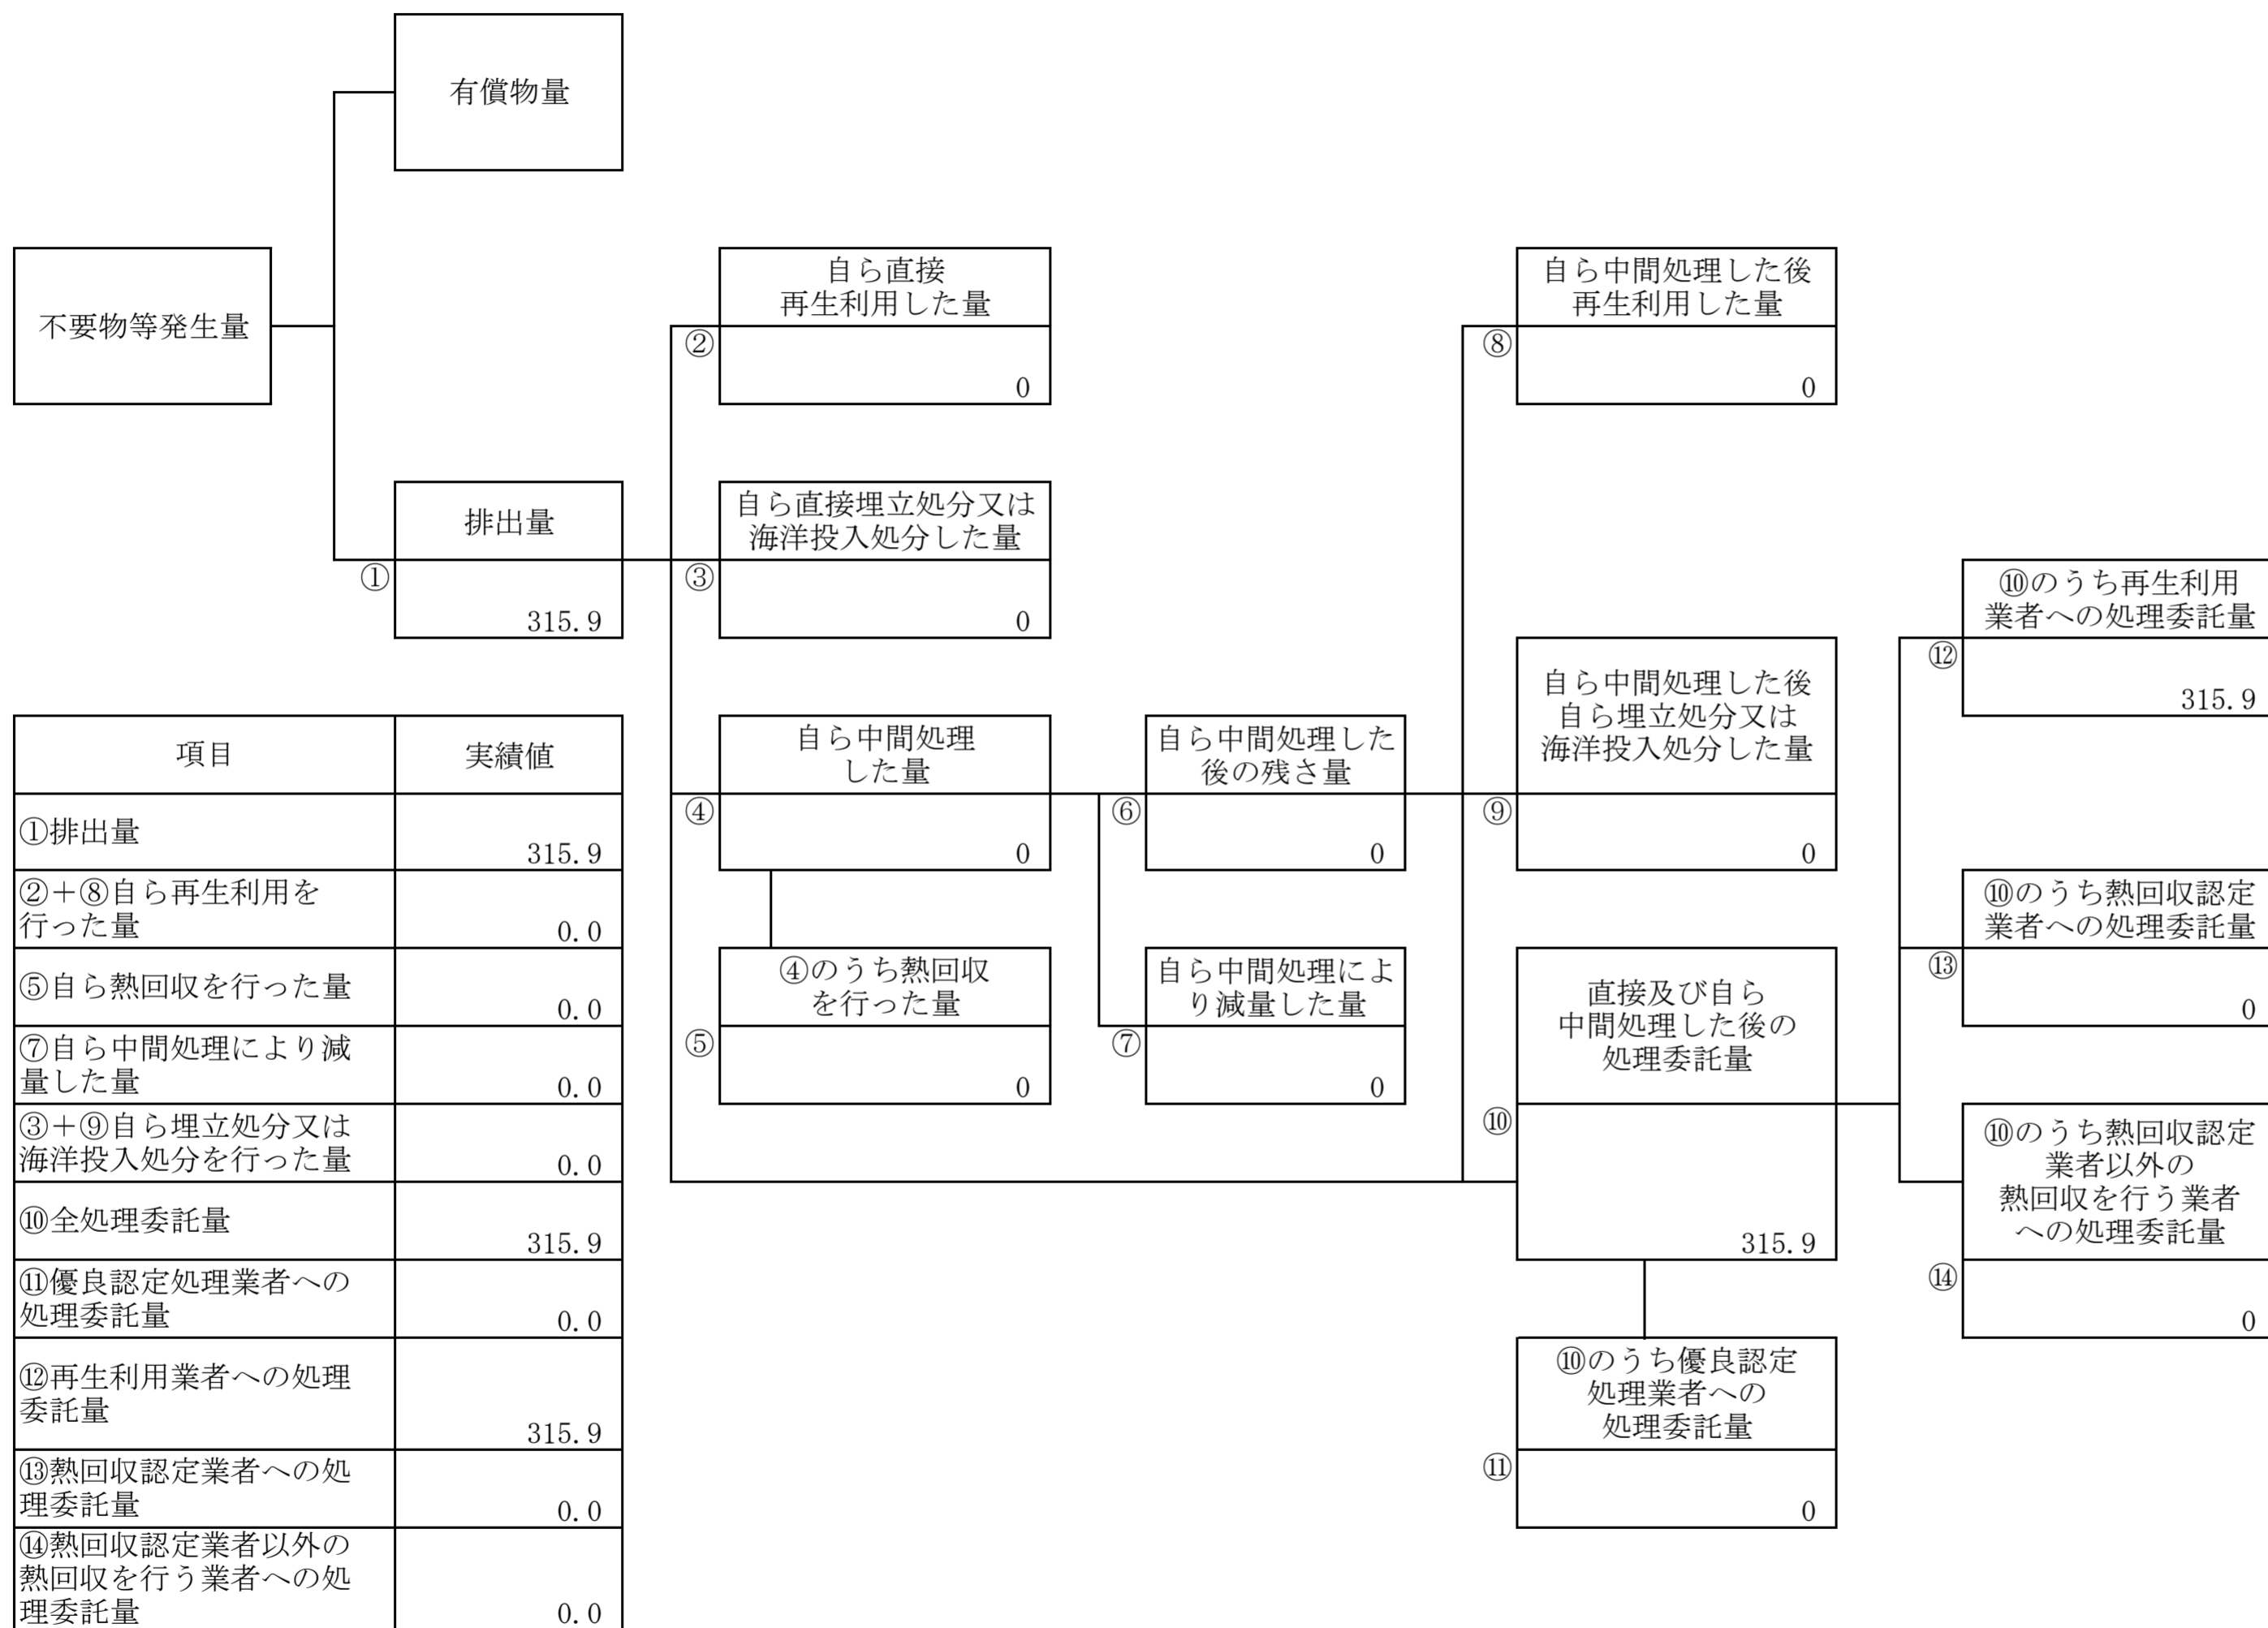 有償物量
不要物等発生量
自ら直接
再生利用した量
②
0
自ら中間処理した後
再生利用した量
⑧
0
排出量
①
315.9
自ら直接埋立処分又は
海洋投入処分した量
③
0
⑩のうち再生利用
業者への処理委託量
⑫
315.9
自ら中間処理
した量
④
0
自ら中間処理した
後の残さ量
⑥
0
自ら中間処理した後
自ら埋立処分又は
海洋投入処分した量
⑨
0
⑩のうち熱回収認定
業者への処理委託量
⑬
0
④のうち熱回収
を行った量
⑤
0
自ら中間処理によ
り減量した量
⑦
0
直接及び自ら
中間処理した後の
処理委託量
⑩
315.9
⑩のうち熱回収認定
業者以外の
熱回収を行う業者
への処理委託量
⑭
0
⑩のうち優良認定
処理業者への
処理委託量
⑪
0
項目 実績値
①排出量
315.9
②＋⑧自ら再生利用を
行った量
0.0
⑤自ら熱回収を行った量
0.0
⑦自ら中間処理により減
量した量
0.0
③＋⑨自ら埋立処分又は
海洋投入処分を行った量
0.0
⑩全処理委託量
315.9
⑪優良認定処理業者への
処理委託量
0.0
⑫再生利用業者への処理
委託量
315.9
⑬熱回収認定業者への処
理委託量
0.0
⑭熱回収認定業者以外の
熱回収を行う業者への処
理委託量
0.0